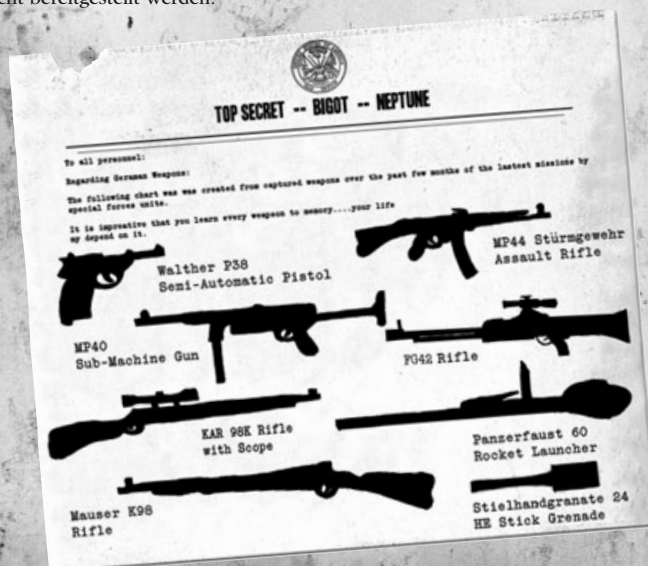 bereitgestellt werden.
TOP SECRET -- BIGOT -- NEPTUNE
To all personnel:
Regarding Geraman Weapons:
The following chart was was created from captured weapons over the past few months of the lastest missions by
special forces units.
It is imprestive that you learn every weapon to memory....your life
my depend on it.
Walther P38
Semi-Automatic Pistol
MP44 Stürmgewehr
Assault Rifle
MP40
Sub-Machine Gun
FG42 Rifle
KAR 98K Rifle
with Scope
Panzerfaust 60
Rocket Launcher
Mauser K98
Rifle
Stielhandgranate 24
HE Stick Grenade